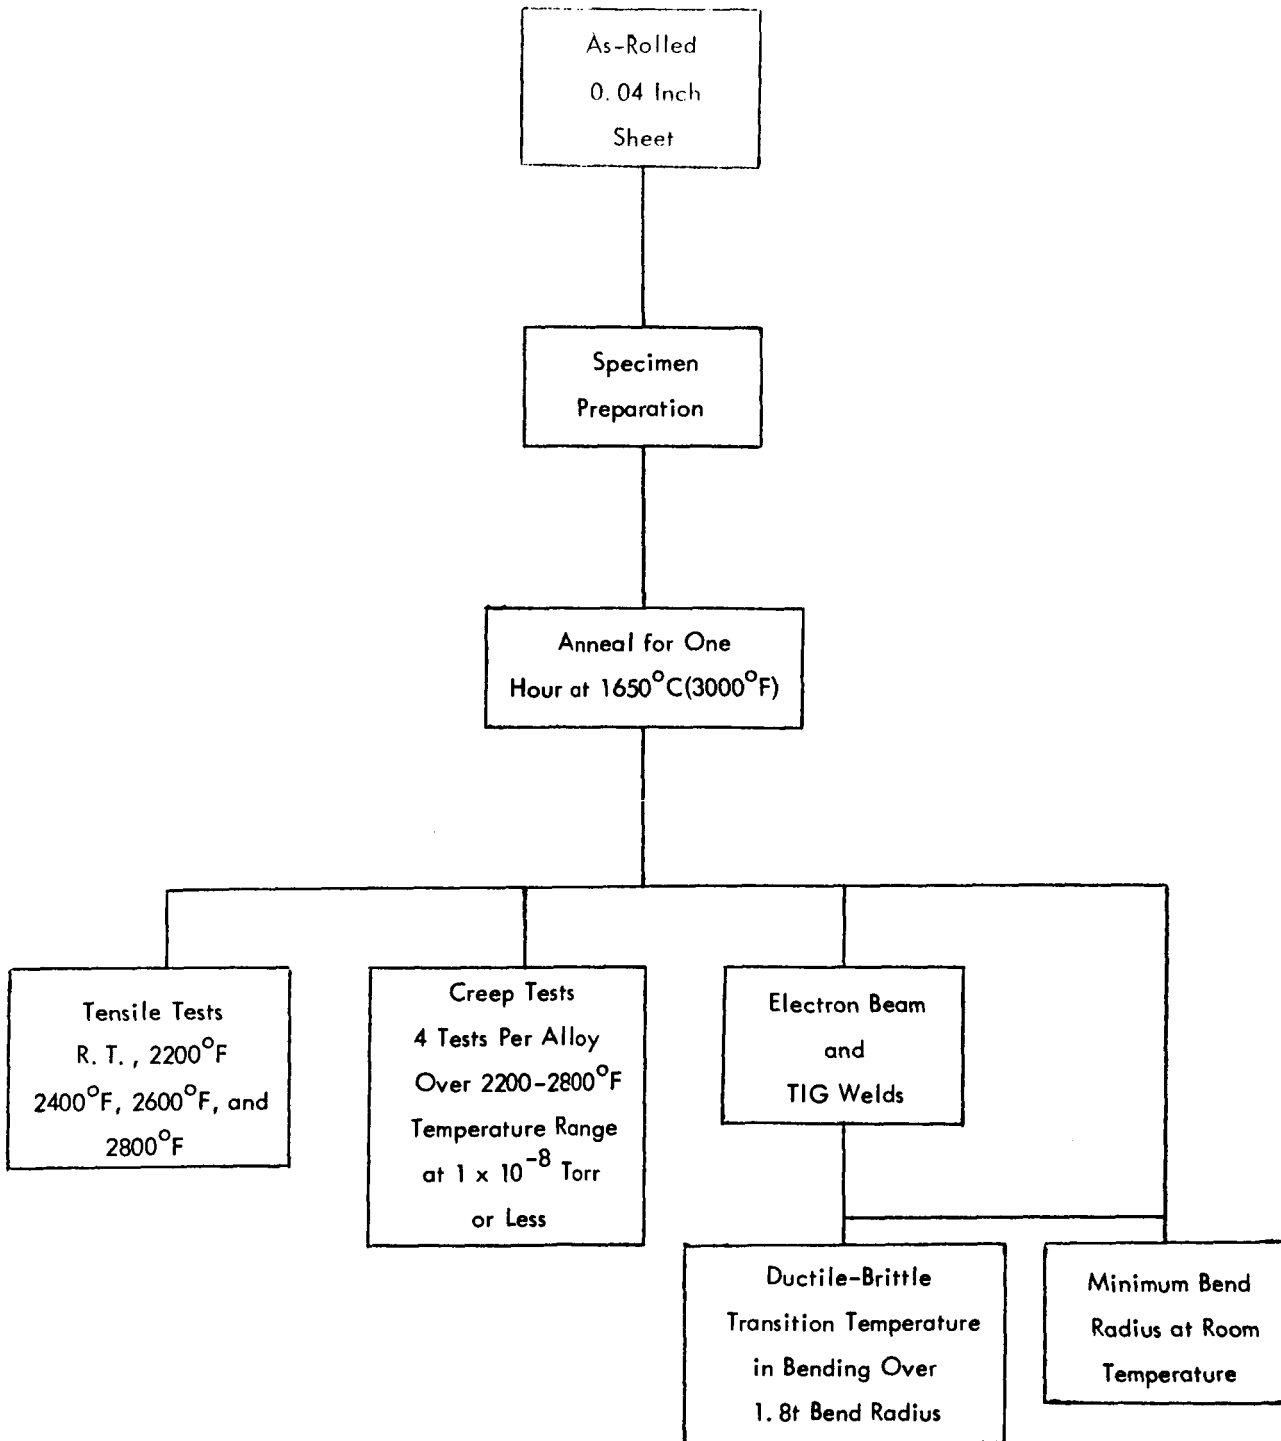 As-Rolled
0.04 Inch
Sheet
Specimen
Preparation
Anneal for One
Hour at 1650°C(3000°F)
Tensile Tests
R. T., 2200°F
2400°F, 2600°F, and
2800°F
Creep Tests
4 Tests Per Alloy
Over 2200-2800°F
Temperature Range
at 1 x 10⁻⁸ Torr
or Less
Electron Beam
and
TIG Welds
Ductile-Brittle
Transition Temperature
in Bending Over
1.8t Bend Radius
Minimum Bend
Radius at Room
Temperature